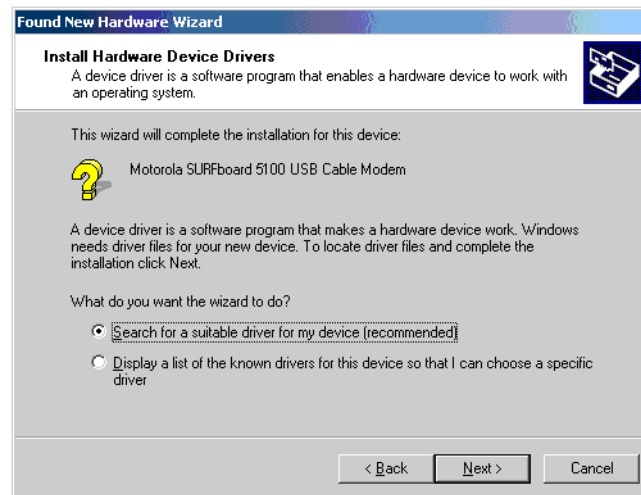 Found New Hardware Wizard
Install Hardware Device Drivers
A device driver is a software program that enables a hardware device to work with
an operating system.
This wizard will complete the installation for this device:
Motorola SURFboard 5100 USB Cable Modem
A device driver is a software program that makes a hardware device work. Windows
needs driver files for your new device. To locate driver files and complete the
installation click Next.
What do you want the wizard to do?
Search for a suitable driver for my device (recommended)
Display a list of the known drivers for this device so that I can choose a specific
driver
< Back Next > Cancel